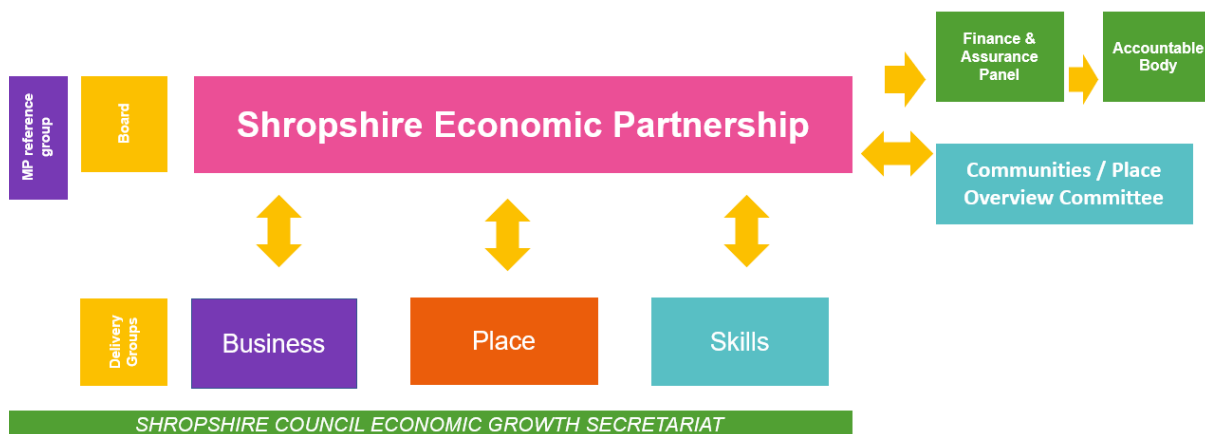 MP reference
group
Board
Shropshire Economic Partnership
Finance &
Assurance
Panel
Accountable
Body
Communities / Place
Overview Committee
Delivery
Groups
Business
Place
Skills
SHROPSHIRE COUNCIL ECONOMIC GROWTH SECRETARIAT